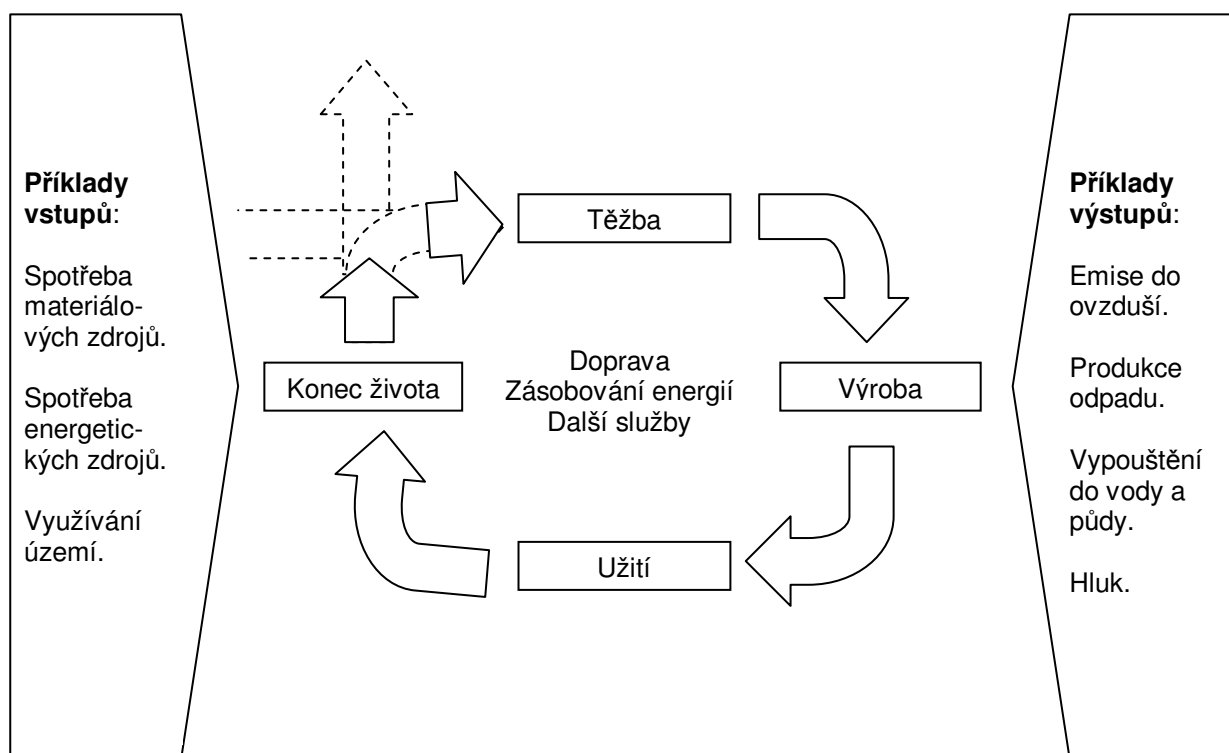 Příklady
vstupů:
Spotřeba
materiálo-
vých zdrojů.
Spotřeba
energetic-
kých zdrojů.
Využívání
území.
Těžba
Konec života
Doprava
Zásobování energií
Další služby
Výroba
Užití
Příklady
výstupů:
Emise do
ovzduší.
Produkce
odpadu.
Vypouštění
do vody a
půdy.
Hluk.